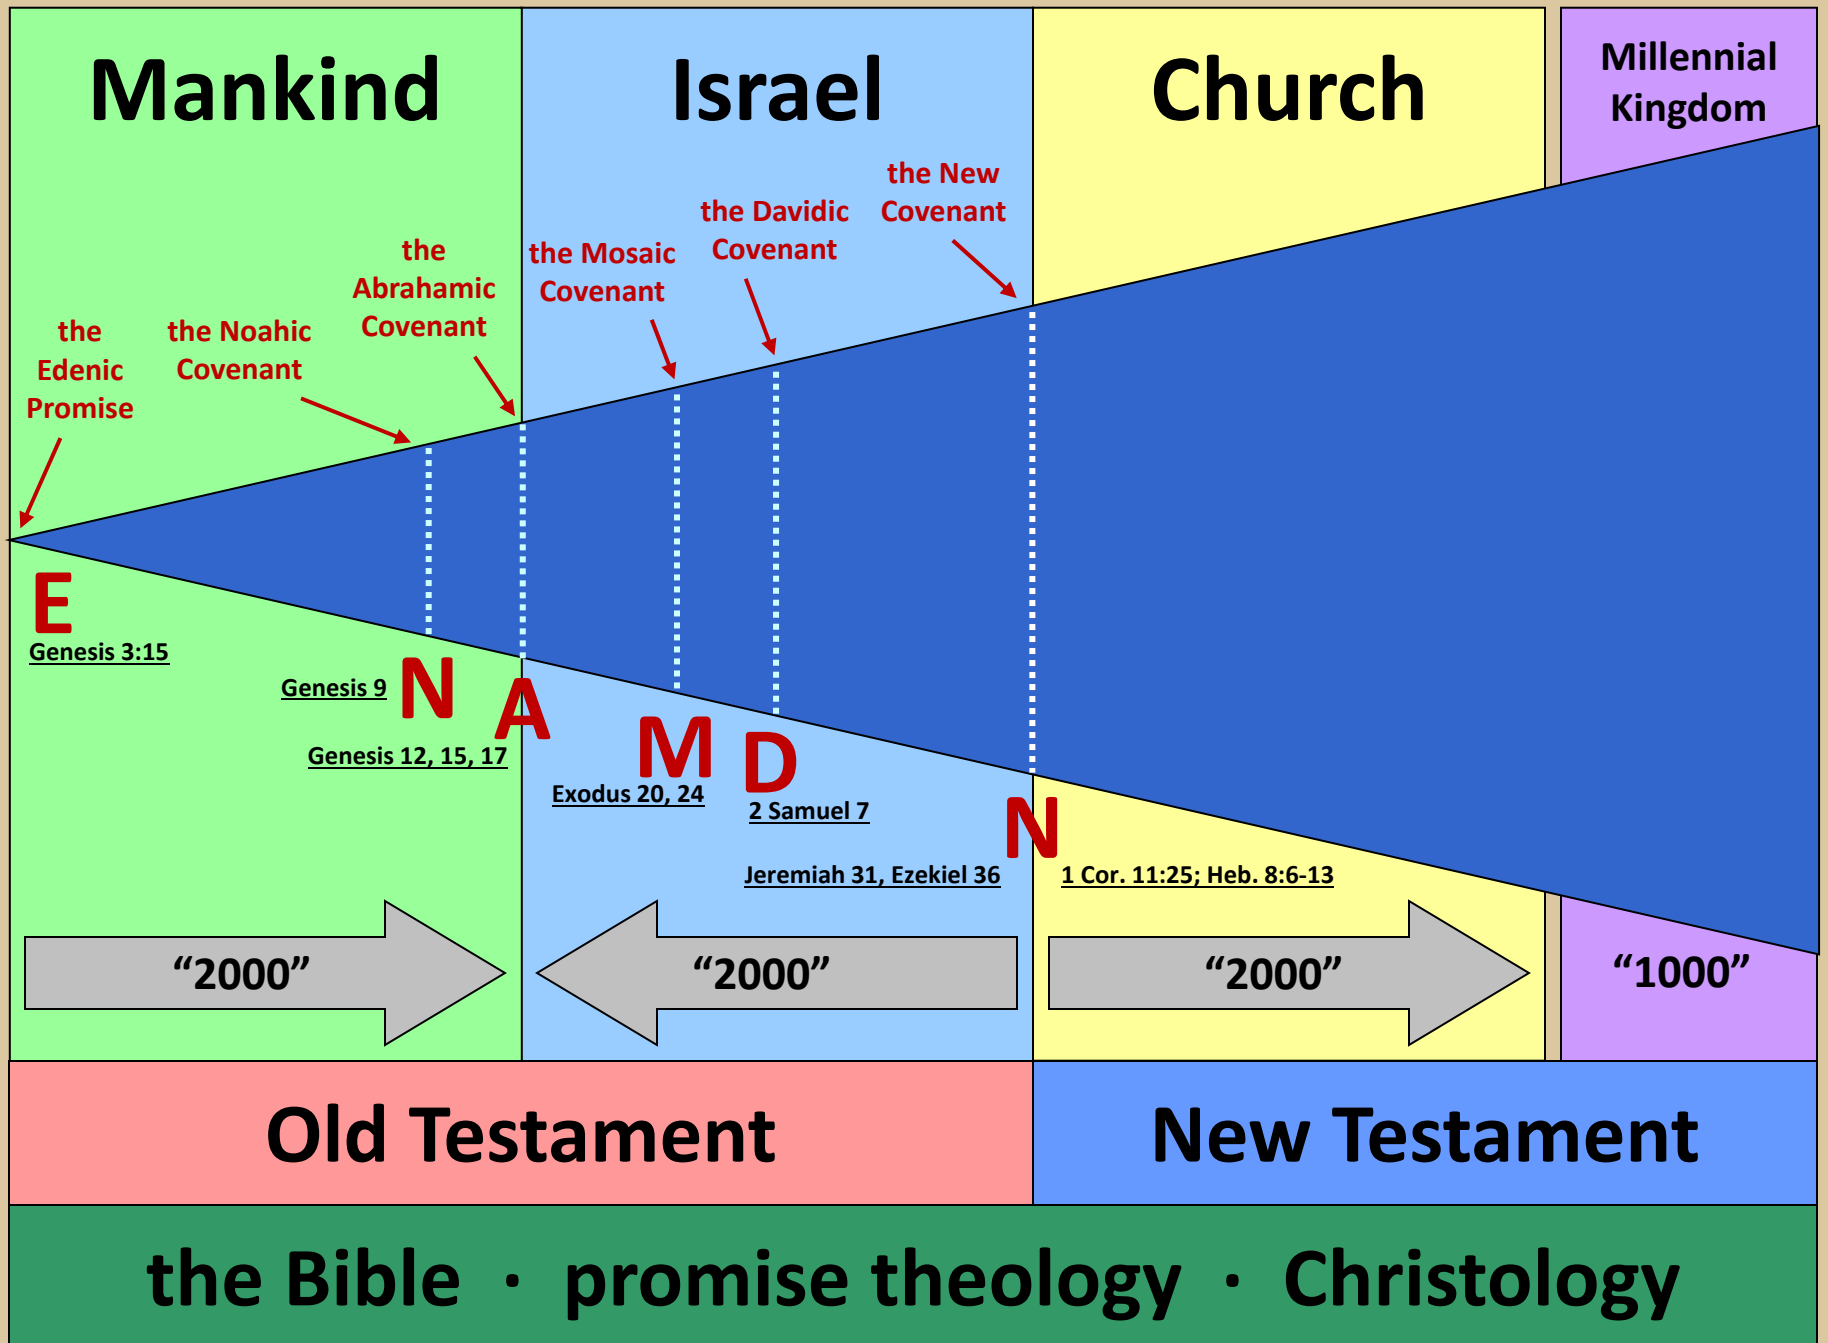 Mankind
Israel
Church
Millennial
Kingdom
the
Edenic
Promise
the Noahic
Covenant
the
Abrahamic
Covenant
the Mosaic
Covenant
the Davidic
Covenant
the New
Covenant
E
Genesis 3:15
Genesis 9
N
A
Genesis 12, 15, 17
M
Exodus 20, 24
D
2 Samuel 7
N
Jeremiah 31, Ezekiel 36
1 Cor. 11:25; Heb. 8:6-13
“2000”
“2000”
“2000”
“1000”
Old Testament
New Testament
the Bible · promise theology · Christology